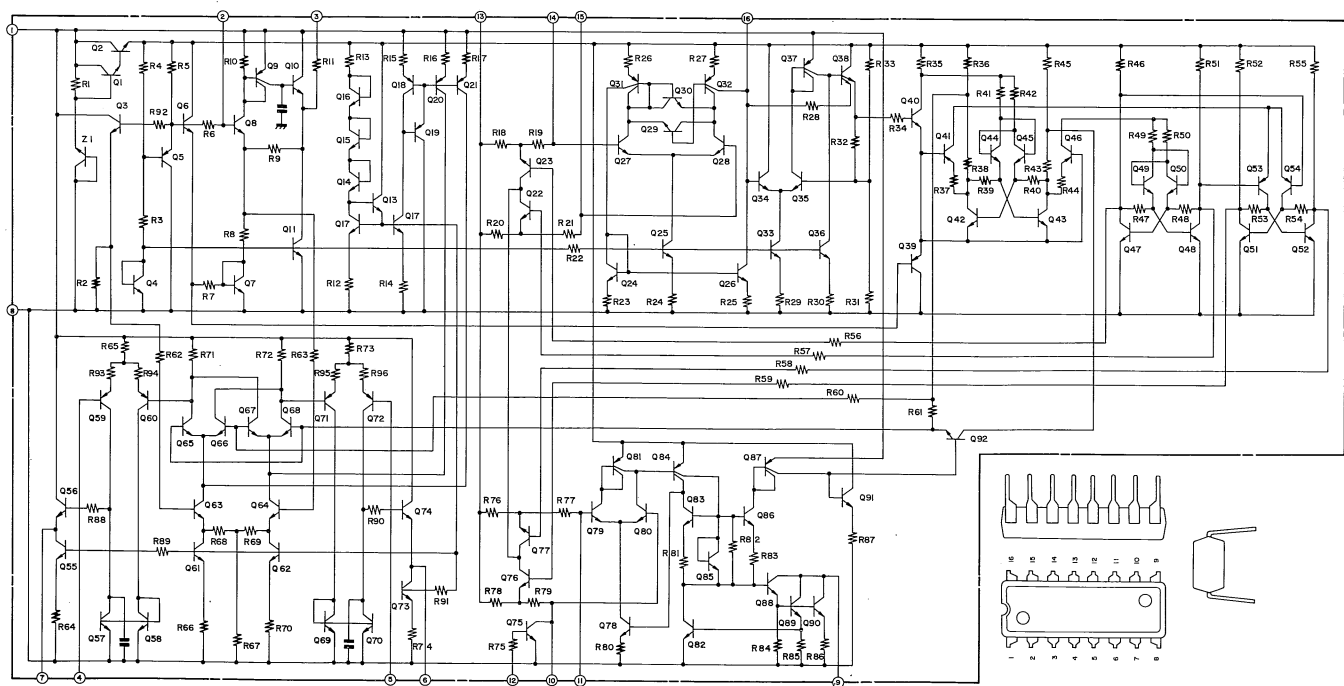 2 3 13 14 15 16
1
Q2 Q1 R1 R4 R5 R10 Q9 Q10 R11 R13 R15 R16 R17 Q18 Q20 Q21
R26 R27 Q31 Q30 Q32 Q29 Q37 Q38 R33 R35 R36 R45 R46 R51 R52 R55
Q3 R92 Q6 R6 Q8 Q16 Q19 R28 Q40 R34 R41 R42
Z1 Q5 R9 Q15 R18 R19 Q23 Q27 Q28 R32 Q41 Q44 Q45 Q46 R49 R50 Q53 Q54
Q14 Q13 Q22 Q34 Q35 R37 R38 R39 R43 R40 R44 Q49 Q50
R3 R8 Q11 Q17 Q17 R20 R21 R22 Q25 Q33 Q36 Q42 Q43 R47 R48 R53 R54
R2 Q4 R7 Q7 R12 R14 Q24 Q26 Q39 Q47 Q48 Q51 Q52
R23 R24 R25 R29 R30 R31
8
R56
R57
R58
R59
R60
R61
R65 R62 R71 R72 R63 R73
R93 R94 R95 R96
Q59 Q60 Q65 Q66 Q67 Q68 Q71 Q72
Q92
Q56 R88 Q63 Q64 R90 Q74 R76 R77 Q81 Q84 Q87 Q91
R68 R69 Q79 Q80 Q83 Q86 R87
Q55 R89 Q61 Q62 Q77 R81 R82 R83
Q76 Q85
R91 Q73 R78 R79 Q88
R64 Q57 Q58 R66 R67 R70 Q69 Q70 R74 Q75 R75 Q78 R80 Q82 Q89 Q90
R84 R85 R86
7 4 5 6 12 10 11 9
16 15 14 13 12 11 10 9
1 2 3 4 5 6 7 8